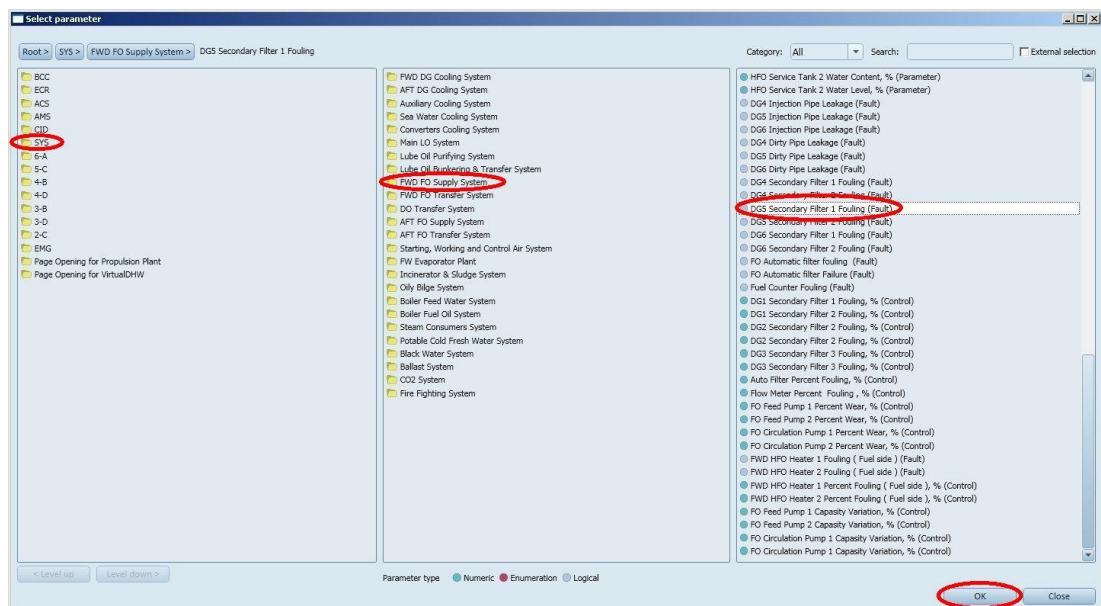 Select parameter
Root > SYS > FWD FO Supply System > DG5 Secondary Filter 1 Fouling
Category: All Search: External selection
BCC
ECR
ACS
AMS
CJD
SYS
6-A
5-C
4-B
4-D
3-B
3-D
2-C
EMG
Page Opening for Propulsion Plant
Page Opening for VirtualDHW
FWD DG Cooling System
AFT DG Cooling System
Auxiliary Cooling System
Sea Water Cooling System
Converters Cooling System
Main LO System
Lube Oil Purifying System
Lube Oil Bunkering & Transfer System
FWD FO Supply System
FWD FO Transfer System
DO Transfer System
AFT FO Supply System
AFT FO Transfer System
Starting, Working and Control Air System
FW Evaporator Plant
Incinerator & Sludge System
Oily Bilge System
Boiler Feed Water System
Boiler Fuel Oil System
Steam Consumers System
Potable Cold Fresh Water System
Black Water System
Ballast System
CO2 System
Fire Fighting System
HFO Service Tank 2 Water Content, % (Parameter)
HFO Service Tank 2 Water Level, % (Parameter)
DG4 Injection Pipe Leakage (Fault)
DG5 Injection Pipe Leakage (Fault)
DG6 Injection Pipe Leakage (Fault)
DG4 Dirty Pipe Leakage (Fault)
DG5 Dirty Pipe Leakage (Fault)
DG6 Dirty Pipe Leakage (Fault)
DG4 Secondary Filter 1 Fouling (Fault)
DG4 Secondary Filter 2 Fouling (Fault)
DG5 Secondary Filter 1 Fouling (Fault)
DG5 Secondary Filter 2 Fouling (Fault)
DG6 Secondary Filter 1 Fouling (Fault)
DG6 Secondary Filter 2 Fouling (Fault)
FO Automatic filter fouling (Fault)
FO Automatic filter Failure (Fault)
Fuel Counter Fouling (Fault)
DG1 Secondary Filter 1 Fouling, % (Control)
DG1 Secondary Filter 2 Fouling, % (Control)
DG2 Secondary Filter 2 Fouling, % (Control)
DG2 Secondary Filter 2 Fouling, % (Control)
DG3 Secondary Filter 3 Fouling, % (Control)
DG3 Secondary Filter 3 Fouling, % (Control)
Auto Filter Percent Fouling, % (Control)
Flow Meter Percent Fouling , % (Control)
FO Feed Pump 1 Percent Wear, % (Control)
FO Feed Pump 2 Percent Wear, % (Control)
FO Circulation Pump 1 Percent Wear, % (Control)
FO Circulation Pump 2 Percent Wear, % (Control)
FWD HFO Heater 1 Fouling ( Fuel side ) (Fault)
FWD HFO Heater 2 Fouling ( Fuel side ) (Fault)
FWD HFO Heater 1 Percent Fouling ( Fuel side ), % (Control)
FWD HFO Heater 2 Percent Fouling ( Fuel side ), % (Control)
FO Feed Pump 1 Capasity Variation, % (Control)
FO Feed Pump 2 Capasity Variation, % (Control)
FO Circulation Pump 1 Capasity Variation, % (Control)
FO Circulation Pump 1 Capasity Variation, % (Control)
< Level up Level down >
Parameter type Numeric Enumeration Logical
OK Close